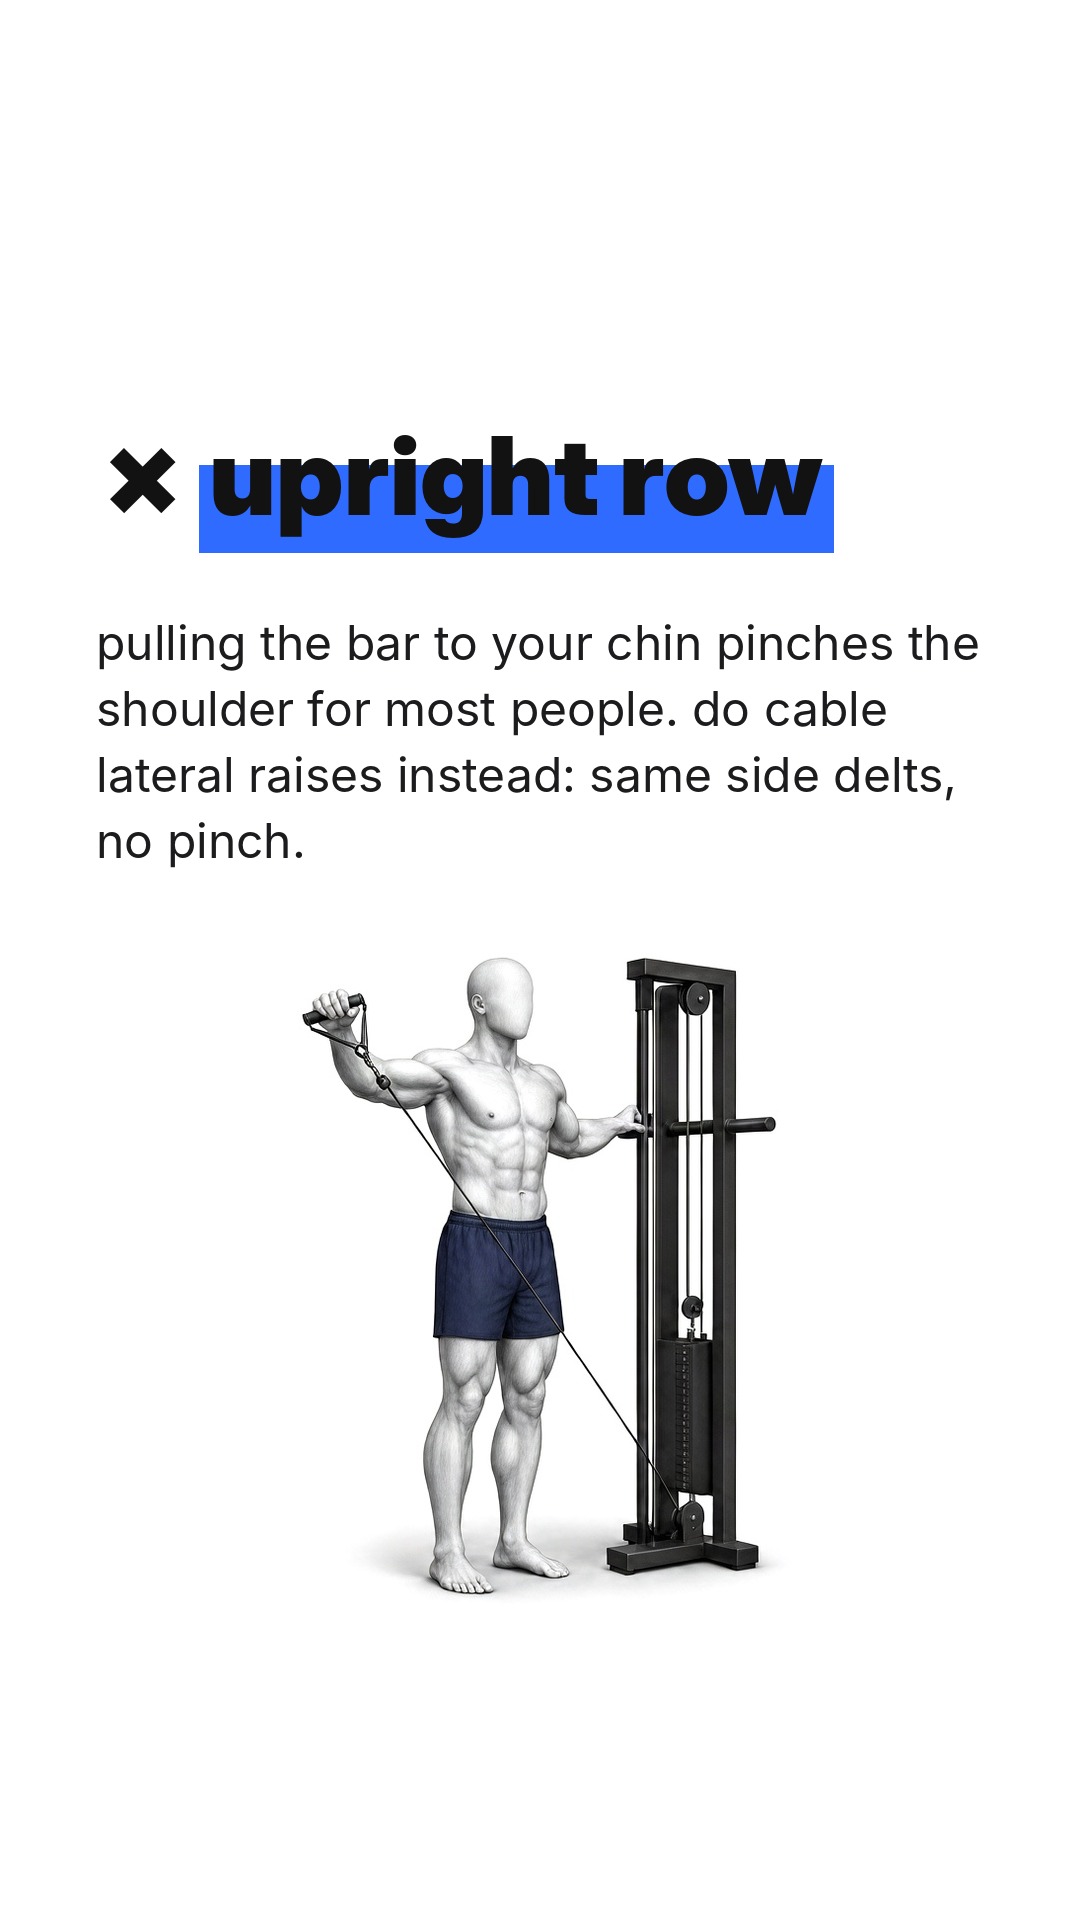 ✖ upright row
pulling the bar to your chin pinches the
shoulder for most people. do cable
lateral raises instead: same side delts,
no pinch.